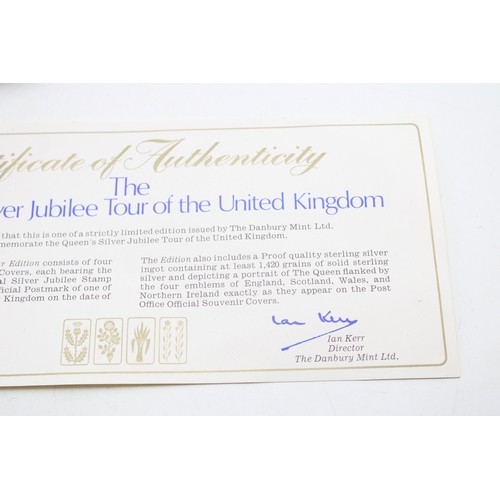 ificate of Authenticity
The
ver Jubilee Tour of the United Kingdom
that this is one of a strictly limited edition issued by The Danbury Mint Ltd.
memorate the Queen's Silver Jubilee Tour of the United Kingdom.
r Edition consists of four
Covers, each bearing the
al Silver Jubilee Stamp
fficial Postmark of one of
Kingdom on the date of
The Edition also includes a Proof quality sterling silver
ingot containing at least 1,420 grains of solid sterling
silver and depicting a portrait of The Queen flanked by
the four emblems of England, Scotland, Wales, and
Northern Ireland exactly as they appear on the Post
Office Official Souvenir Covers.
Ian Kerr
Ian Kerr
Director
The Danbury Mint Ltd.